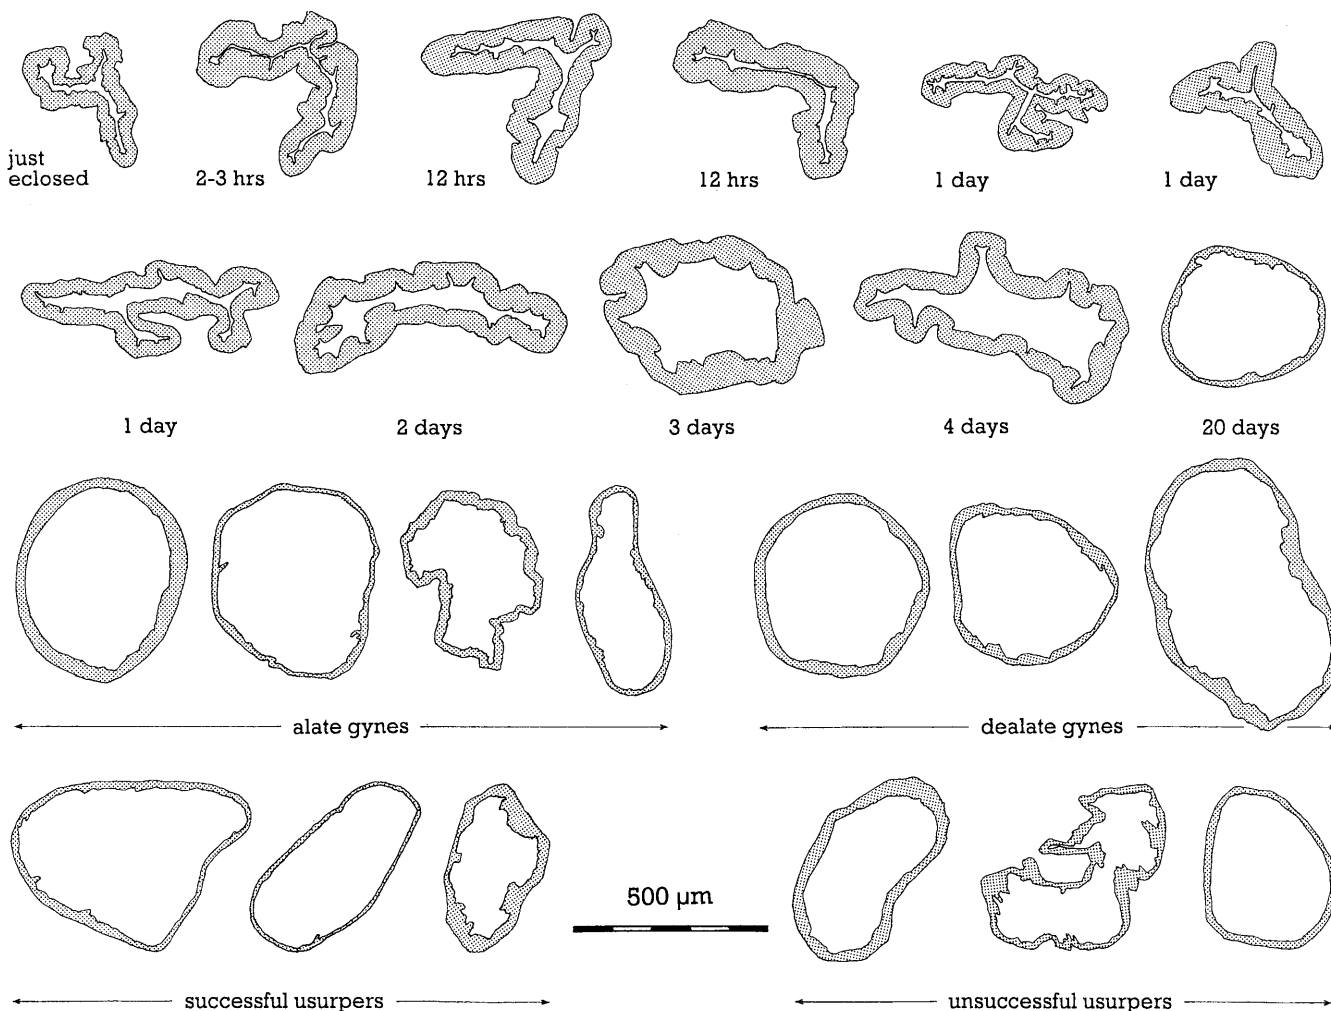 just
eclosed
2-3 hrs
12 hrs
12 hrs
1 day
1 day
1 day
2 days
3 days
4 days
20 days
alate gynes
dealate gynes
500 µm
successful usurpers
unsuccessful usurpers